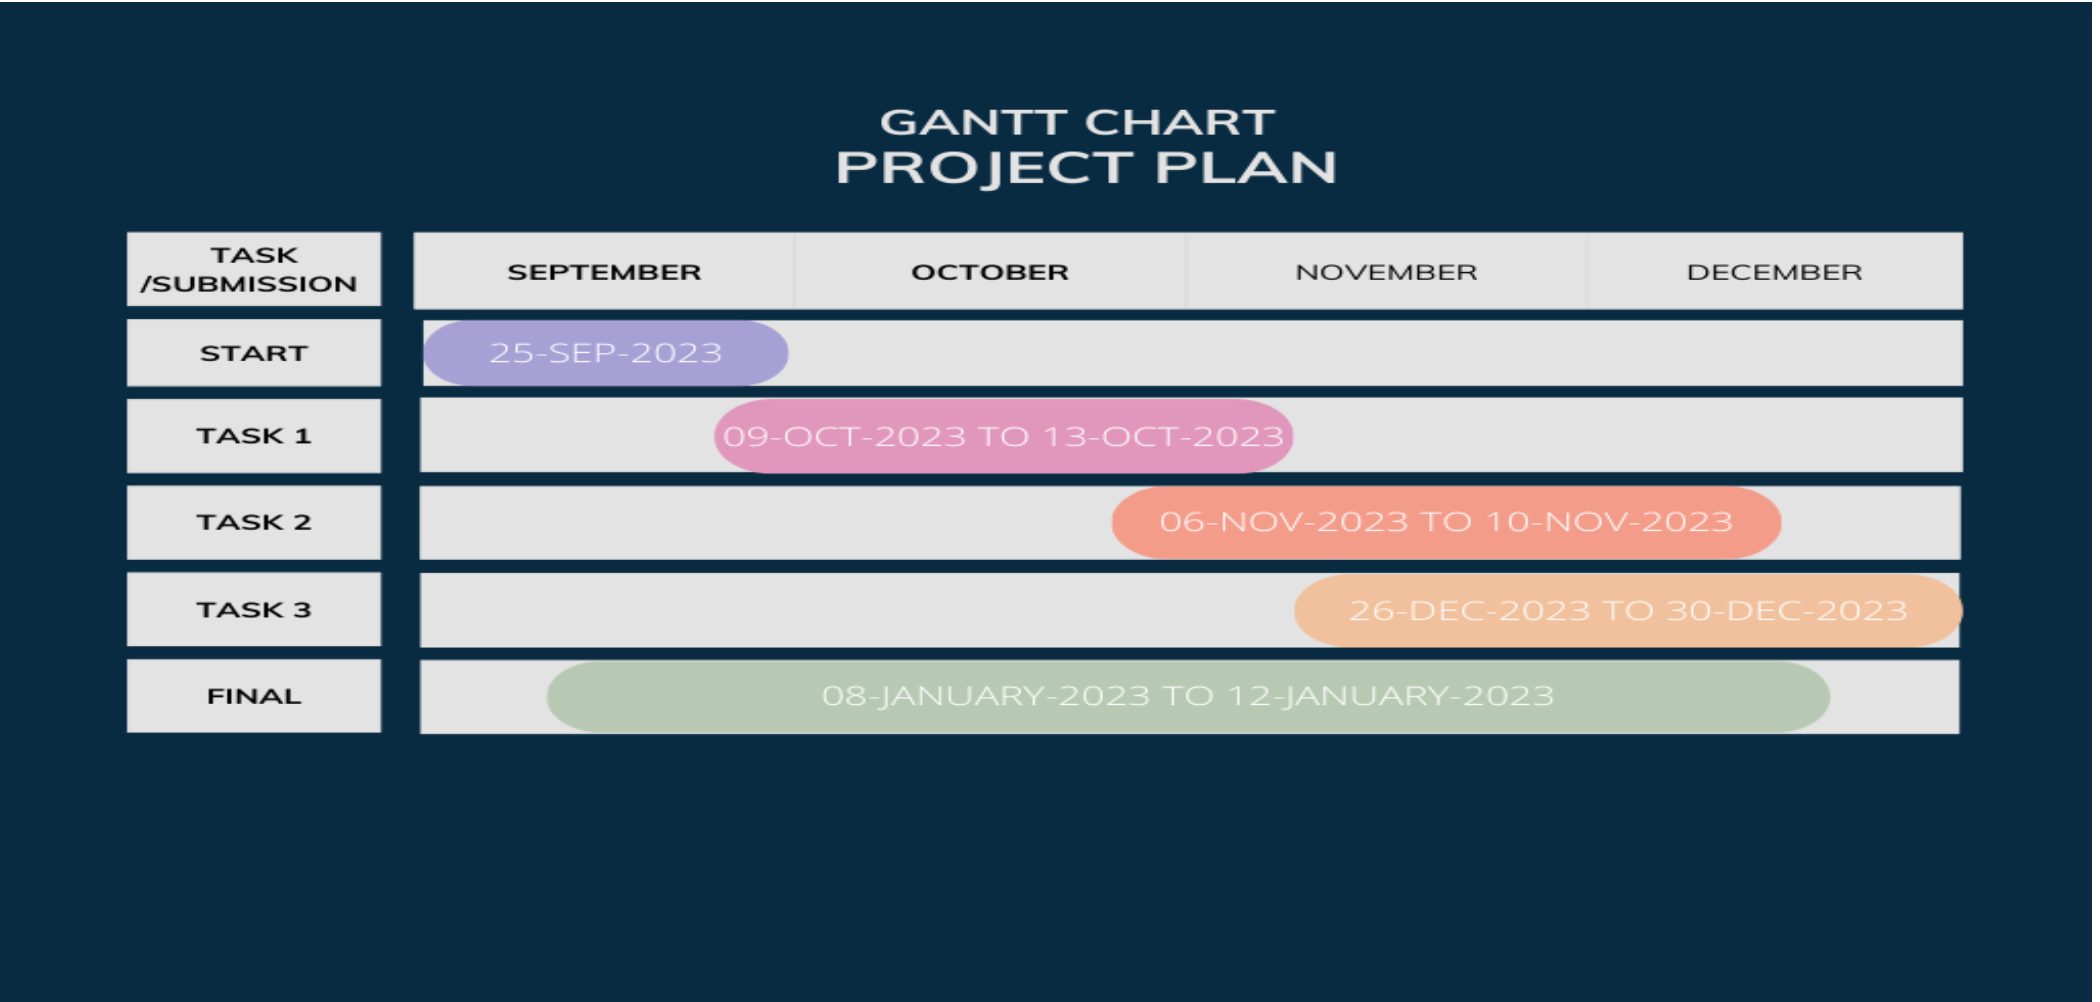 GANTT CHART
PROJECT PLAN
TASK
/SUBMISSION
SEPTEMBER
OCTOBER
NOVEMBER
DECEMBER
START
25-SEP-2023
TASK 1
09-OCT-2023 TO 13-OCT-2023
TASK 2
06-NOV-2023 TO 10-NOV-2023
TASK 3
26-DEC-2023 TO 30-DEC-2023
FINAL
08-JANUARY-2023 TO 12-JANUARY-2023